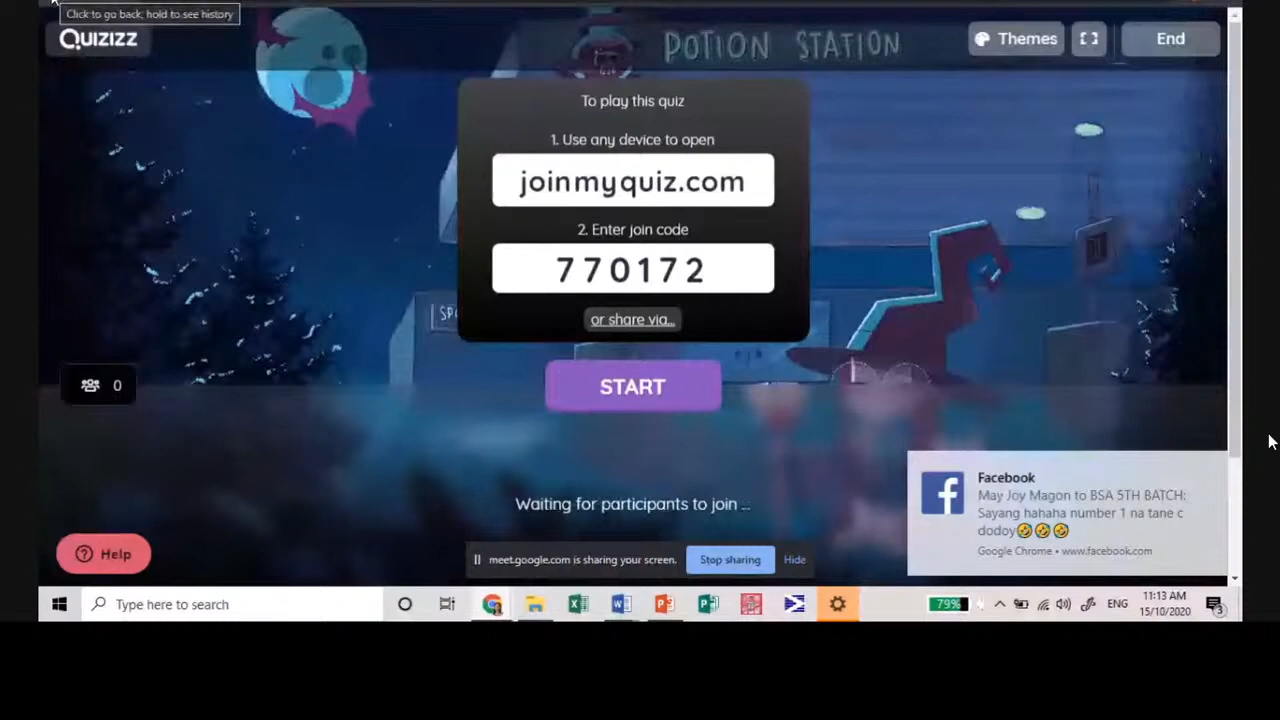 Click to go back, hold to see history
Quizizz
POTION STATION
Themes
End
To play this quiz
1. Use any device to open
joinmyquiz.com
2. Enter join code
770172
or share via...
0
START
Waiting for participants to join ...
Facebook
May Joy Magon to BSA 5TH BATCH:
Sayang hahaha number 1 na tane c
dodoy🤣🤣🤣
Google Chrome • www.facebook.com
Help
meet.google.com is sharing your screen.
Stop sharing
Hide
Type here to search
79%
ENG
11:13 AM
15/10/2020
3